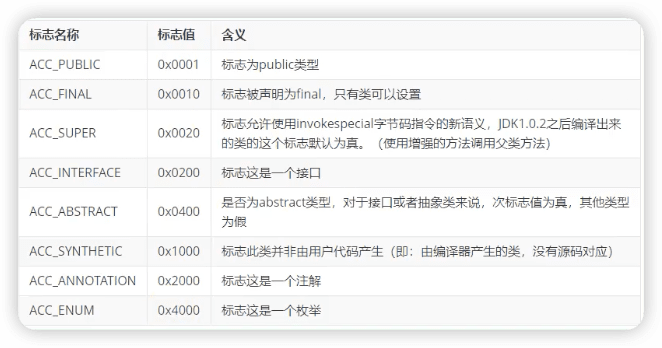 标志名称 标志值 含义
ACC_PUBLIC 0x0001 标志为public类型
ACC_FINAL 0x0010 标志被声明为final，只有类可以设置
ACC_SUPER 0x0020 标志允许使用invokespecial字节码指令的新语义，JDK1.0.2之后编译出来
的类的这个标志默认为真。（使用增强的方法调用父类方法）
ACC_INTERFACE 0x0200 标志这是一个接口
ACC_ABSTRACT 0x0400 是否为abstract类型，对于接口或者抽象类来说，次标志值为真，其他类型
为假
ACC_SYNTHETIC 0x1000 标志此类并非由用户代码产生（即：由编译器产生的类，没有源码对应）
ACC_ANNOTATION 0x2000 标志这是一个注解
ACC_ENUM 0x4000 标志这是一个枚举